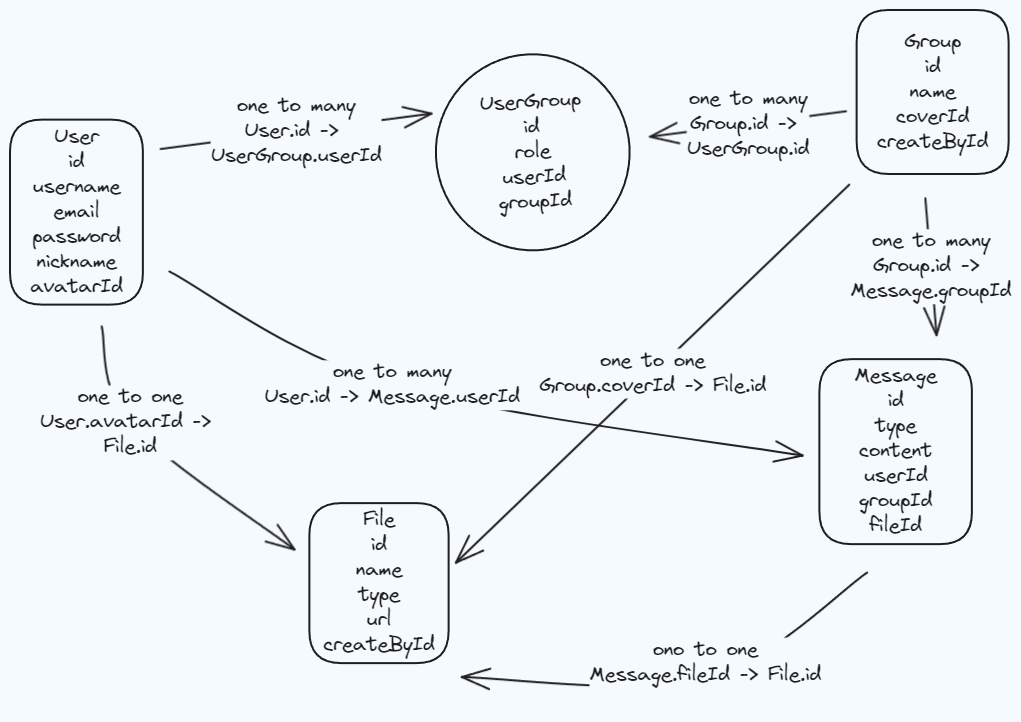 User
id
username
email
password
nickname
avatarId
one to many
User.id ->
UserGroup.userId
UserGroup
id
role
userId
groupId
one to many
Group.id ->
UserGroup.id
Group
id
name
coverId
createById
one to many
Group.id ->
Message.groupId
one to one
User.avatarId ->
File.id
one to many
User.id -> Message.userId
one to one
Group.coverId -> File.id
Message
id
type
content
userId
groupId
fileId
File
id
name
type
url
createById
ono to one
Message.fileId -> File.id